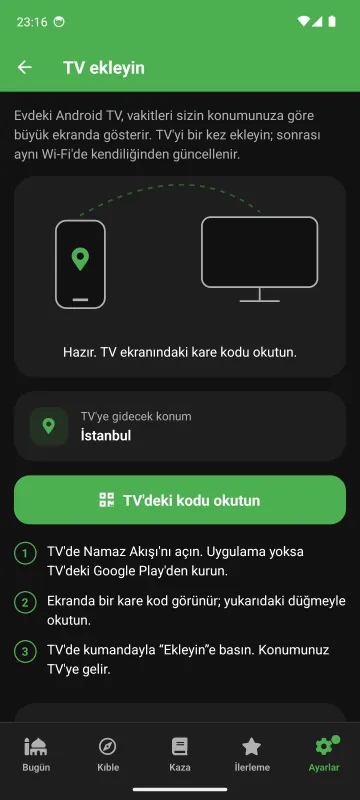 23:16
TV ekleyin
Evdeki Android TV, vakitleri sizin konumunuza göre
büyük ekranda gösterir. TV'yi bir kez ekleyin; sonrası
aynı Wi-Fi'de kendiliğinden güncellenir.
Hazır. TV ekranındaki kare kodu okutun.
TV'ye gidecek konum
İstanbul
TV'deki kodu okutun
1 TV'de Namaz Akışı'nı açın. Uygulama yoksa
TV'deki Google Play'den kurun.
2 Ekranda bir kare kod görünür; yukarıdaki düğmeyle
okutun.
3 TV'de kumandayla “Ekleyin”e basın. Konumunuz
TV'ye gelir.
Bugün Kıble Kaza İlerleme Ayarlar